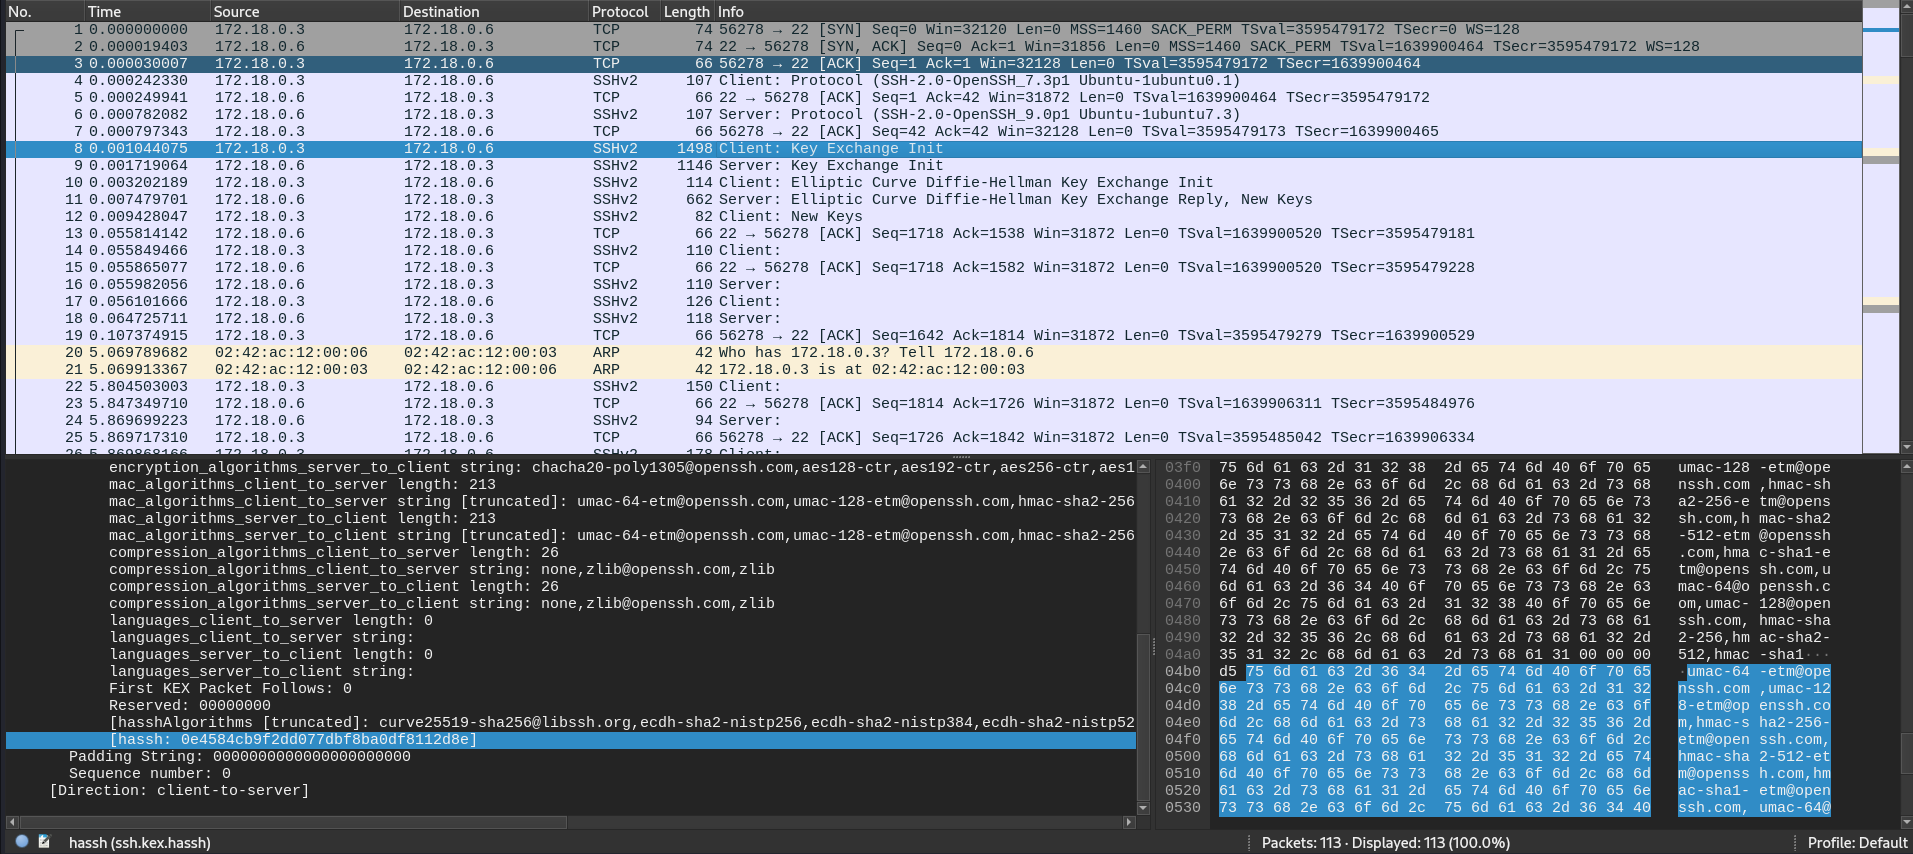 No. Time Source Destination Protocol Length Info
1 0.000000000 172.18.0.3 172.18.0.6 TCP 74 56278 → 22 [SYN] Seq=0 Win=32120 Len=0 MSS=1460 SACK_PERM TSval=3595479172 TSecr=0 WS=128
2 0.000019403 172.18.0.6 172.18.0.3 TCP 74 22 → 56278 [SYN, ACK] Seq=0 Ack=1 Win=31856 Len=0 MSS=1460 SACK_PERM TSval=1639900464 TSecr=3595479172 WS=128
3 0.000030007 172.18.0.3 172.18.0.6 TCP 66 56278 → 22 [ACK] Seq=1 Ack=1 Win=32128 Len=0 TSval=3595479172 TSecr=1639900464
4 0.000242330 172.18.0.3 172.18.0.6 SSHv2 107 Client: Protocol (SSH-2.0-OpenSSH_7.3p1 Ubuntu-1ubuntu0.1)
5 0.000249941 172.18.0.6 172.18.0.3 TCP 66 22 → 56278 [ACK] Seq=1 Ack=42 Win=31872 Len=0 TSval=1639900464 TSecr=3595479172
6 0.000782082 172.18.0.6 172.18.0.3 SSHv2 107 Server: Protocol (SSH-2.0-OpenSSH_9.0p1 Ubuntu-1ubuntu7.3)
7 0.000797343 172.18.0.3 172.18.0.6 TCP 66 56278 → 22 [ACK] Seq=42 Ack=42 Win=32128 Len=0 TSval=3595479173 TSecr=1639900465
8 0.001044075 172.18.0.3 172.18.0.6 SSHv2 1498 Client: Key Exchange Init
9 0.001719064 172.18.0.6 172.18.0.3 SSHv2 1146 Server: Key Exchange Init
10 0.003202189 172.18.0.3 172.18.0.6 SSHv2 114 Client: Elliptic Curve Diffie-Hellman Key Exchange Init
11 0.007479701 172.18.0.6 172.18.0.3 SSHv2 662 Server: Elliptic Curve Diffie-Hellman Key Exchange Reply, New Keys
12 0.009428047 172.18.0.3 172.18.0.6 SSHv2 82 Client: New Keys
13 0.055814142 172.18.0.6 172.18.0.3 TCP 66 22 → 56278 [ACK] Seq=1718 Ack=1538 Win=31872 Len=0 TSval=1639900520 TSecr=3595479181
14 0.055849466 172.18.0.3 172.18.0.6 SSHv2 110 Client:
15 0.055865077 172.18.0.6 172.18.0.3 TCP 66 22 → 56278 [ACK] Seq=1718 Ack=1582 Win=31872 Len=0 TSval=1639900520 TSecr=3595479228
16 0.055982056 172.18.0.6 172.18.0.3 SSHv2 110 Server:
17 0.056101666 172.18.0.3 172.18.0.6 SSHv2 126 Client:
18 0.064725711 172.18.0.6 172.18.0.3 SSHv2 118 Server:
19 0.107374915 172.18.0.3 172.18.0.6 TCP 66 56278 → 22 [ACK] Seq=1642 Ack=1814 Win=31872 Len=0 TSval=3595479279 TSecr=1639900529
20 5.069789682 02:42:ac:12:00:06 02:42:ac:12:00:03 ARP 42 Who has 172.18.0.3? Tell 172.18.0.6
21 5.069913367 02:42:ac:12:00:03 02:42:ac:12:00:06 ARP 42 172.18.0.3 is at 02:42:ac:12:00:03
22 5.804503003 172.18.0.3 172.18.0.6 SSHv2 150 Client:
23 5.847349710 172.18.0.6 172.18.0.3 TCP 66 22 → 56278 [ACK] Seq=1814 Ack=1726 Win=31872 Len=0 TSval=1639906311 TSecr=3595484976
24 5.869699223 172.18.0.6 172.18.0.3 SSHv2 94 Server:
25 5.869717310 172.18.0.3 172.18.0.6 TCP 66 56278 → 22 [ACK] Seq=1726 Ack=1842 Win=31872 Len=0 TSval=3595485042 TSecr=1639906334
encryption_algorithms_server_to_client string: chacha20-poly1305@openssh.com,aes128-ctr,aes192-ctr,aes256-ctr,aes1
mac_algorithms_client_to_server length: 213
mac_algorithms_client_to_server string [truncated]: umac-64-etm@openssh.com,umac-128-etm@openssh.com,hmac-sha2-256
mac_algorithms_server_to_client length: 213
mac_algorithms_server_to_client string [truncated]: umac-64-etm@openssh.com,umac-128-etm@openssh.com,hmac-sha2-256
compression_algorithms_client_to_server length: 26
compression_algorithms_client_to_server string: none,zlib@openssh.com,zlib
compression_algorithms_server_to_client length: 26
compression_algorithms_server_to_client string: none,zlib@openssh.com,zlib
languages_client_to_server length: 0
languages_client_to_server string:
languages_server_to_client length: 0
languages_server_to_client string:
First KEX Packet Follows: 0
Reserved: 00000000
[hasshAlgorithms [truncated]: curve25519-sha256@libssh.org,ecdh-sha2-nistp256,ecdh-sha2-nistp384,ecdh-sha2-nistp52
[hassh: 0e4584cb9f2dd077dbf8ba0df8112d8e]
Padding String: 0000000000000000000000
Sequence number: 0
[Direction: client-to-server]
03f0 75 6d 61 63 2d 31 32 38 2d 65 74 6d 40 6f 70 65 umac-128 -etm@ope
0400 6e 73 73 68 2e 63 6f 6d 2c 68 6d 61 63 2d 73 68 nssh.com ,hmac-sh
0410 61 32 2d 32 35 36 2d 65 74 6d 40 6f 70 65 6e 73 a2-256-e tm@opens
0420 73 68 2e 63 6f 6d 2c 68 6d 61 63 2d 73 68 61 32 sh.com,h mac-sha2
0430 2d 35 31 32 2d 65 74 6d 40 6f 70 65 6e 73 73 68 -512-etm @openssh
0440 2e 63 6f 6d 2c 68 6d 61 63 2d 73 68 61 31 2d 65 .com,hma c-sha1-e
0450 74 6d 40 6f 70 65 6e 73 73 68 2e 63 6f 6d 2c 75 tm@opens sh.com,u
0460 6d 61 63 2d 36 34 40 6f 70 65 6e 73 73 68 2e 63 mac-64@o penssh.c
0470 6f 6d 2c 75 6d 61 63 2d 31 32 38 40 6f 70 65 6e om,umac- 128@open
0480 73 73 68 2e 63 6f 6d 2c 68 6d 61 63 2d 73 68 61 ssh.com, hmac-sha
0490 32 2d 32 35 36 2c 68 6d 61 63 2d 73 68 61 32 2d 2-256,hm ac-sha2-
04a0 35 31 32 2c 68 6d 61 63 2d 73 68 61 31 00 00 00 512,hmac -sha1···
04b0 d5 75 6d 61 63 2d 36 34 2d 65 74 6d 40 6f 70 65 ·umac-64 -etm@ope
04c0 6e 73 73 68 2e 63 6f 6d 2c 75 6d 61 63 2d 31 32 nssh.com ,umac-12
04d0 38 2d 65 74 6d 40 6f 70 65 6e 73 73 68 2e 63 6f 8-etm@op enssh.co
04e0 6d 2c 68 6d 61 63 2d 73 68 61 32 2d 32 35 36 2d m,hmac-s ha2-256-
04f0 65 74 6d 40 6f 70 65 6e 73 73 68 2e 63 6f 6d 2c etm@open ssh.com,
0500 68 6d 61 63 2d 73 68 61 32 2d 35 31 32 2d 65 74 hmac-sha 2-512-et
0510 6d 40 6f 70 65 6e 73 73 68 2e 63 6f 6d 2c 68 6d m@openss h.com,hm
0520 61 63 2d 73 68 61 31 2d 65 74 6d 40 6f 70 65 6e ac-sha1- etm@open
0530 73 73 68 2e 63 6f 6d 2c 75 6d 61 63 2d 36 34 40 ssh.com, umac-64@
hassh (ssh.kex.hassh) Packets: 113 · Displayed: 113 (100.0%) Profile: Default